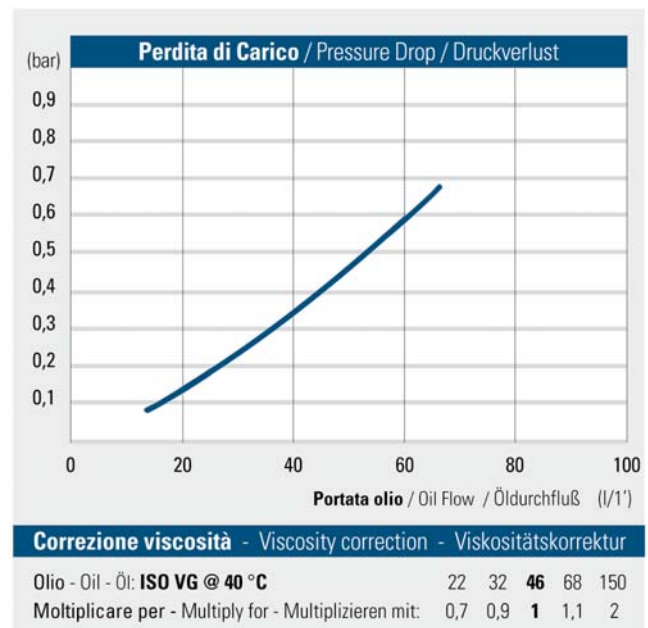 (bar)
Perdita di Carico / Pressure Drop / Druckverlust
0,9
0,8
0,7
0,6
0,5
0,4
0,3
0,2
0,1
0 20 40 60 80 100
Portata olio / Oil Flow / Öldurchfluß (l/1')
Correzione viscosità - Viscosity correction - Viskositätskorrektur
Olio - Oil - Öl: ISO VG @ 40 °C 22 32 46 68 150
Moltiplicare per - Multiply for - Multiplizieren mit: 0,7 0,9 1 1,1 2